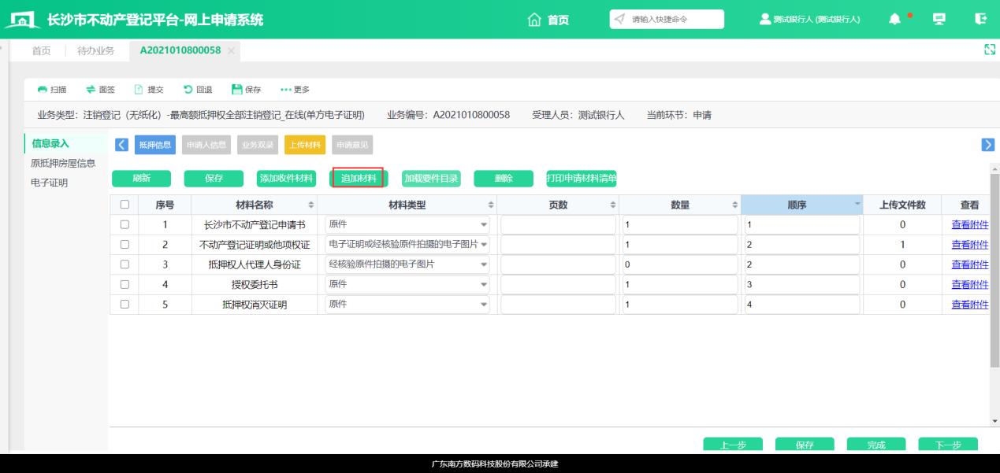 长沙市不动产登记平台-网上申请系统 首页 请输入快捷命令 测试银行人 (测试银行人)
首页 待办业务 A2021010800058
扫描 面签 提交 回退 保存 更多
业务类型: 注销登记（无纸化）-最高额抵押权全部注销登记_在线(单方电子证明) 业务编号: A2021010800058 受理人员: 测试银行人 当前环节: 申请
信息录入
原抵押房屋信息
电子证明
抵押信息 申请人信息 业务双录 上传材料 申请意见
刷新 保存 添加收件材料 追加材料 加载要件目录 删除 打印申请材料清单
序号 材料名称 材料类型 页数 数量 顺序 上传文件数 查看
1 长沙市不动产登记申请书 原件 1 1 0 查看附件
2 不动产登记证明或他项权证 电子证明或经核验原件拍摄的电子图片 1 2 1 查看附件
3 抵押权人代理人身份证 经核验原件拍摄的电子图片 0 2 0 查看附件
4 授权委托书 原件 1 3 0 查看附件
5 抵押权消灭证明 原件 1 4 0 查看附件
上一步 保存 完成 下一步
广东南方数码科技股份有限公司承建